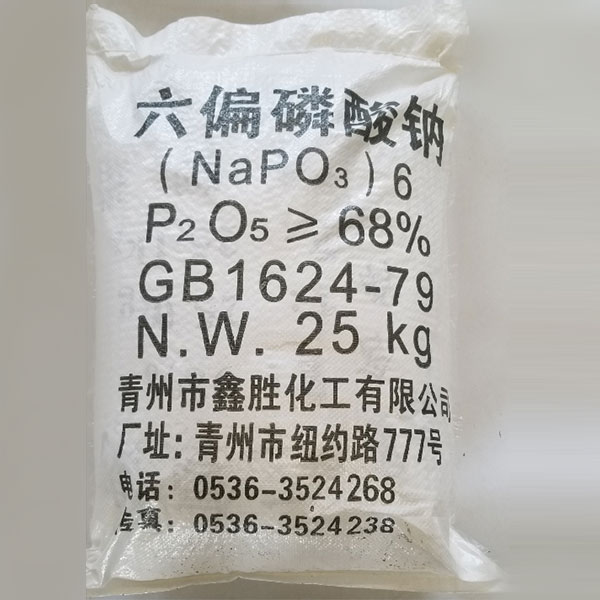 六偏磷酸钠
(NaPO3)6
P2O5≥68%
GB1624-79
N.W. 25 kg
青州市鑫胜化工有限公司
厂址:青州市纽约路777号
电话:0536-3524268
传真:0536-3524238